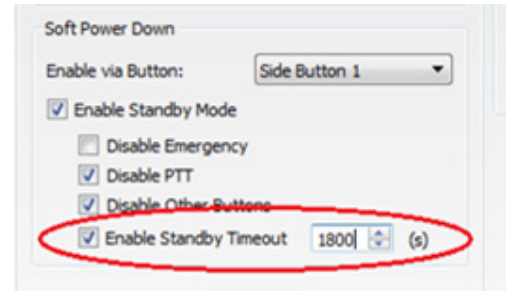 Soft Power Down
Enable via Button: Side Button 1
Enable Standby Mode
Disable Emergency
Disable PTT
Disable Other Buttons
Enable Standby Timeout 1800 (s)